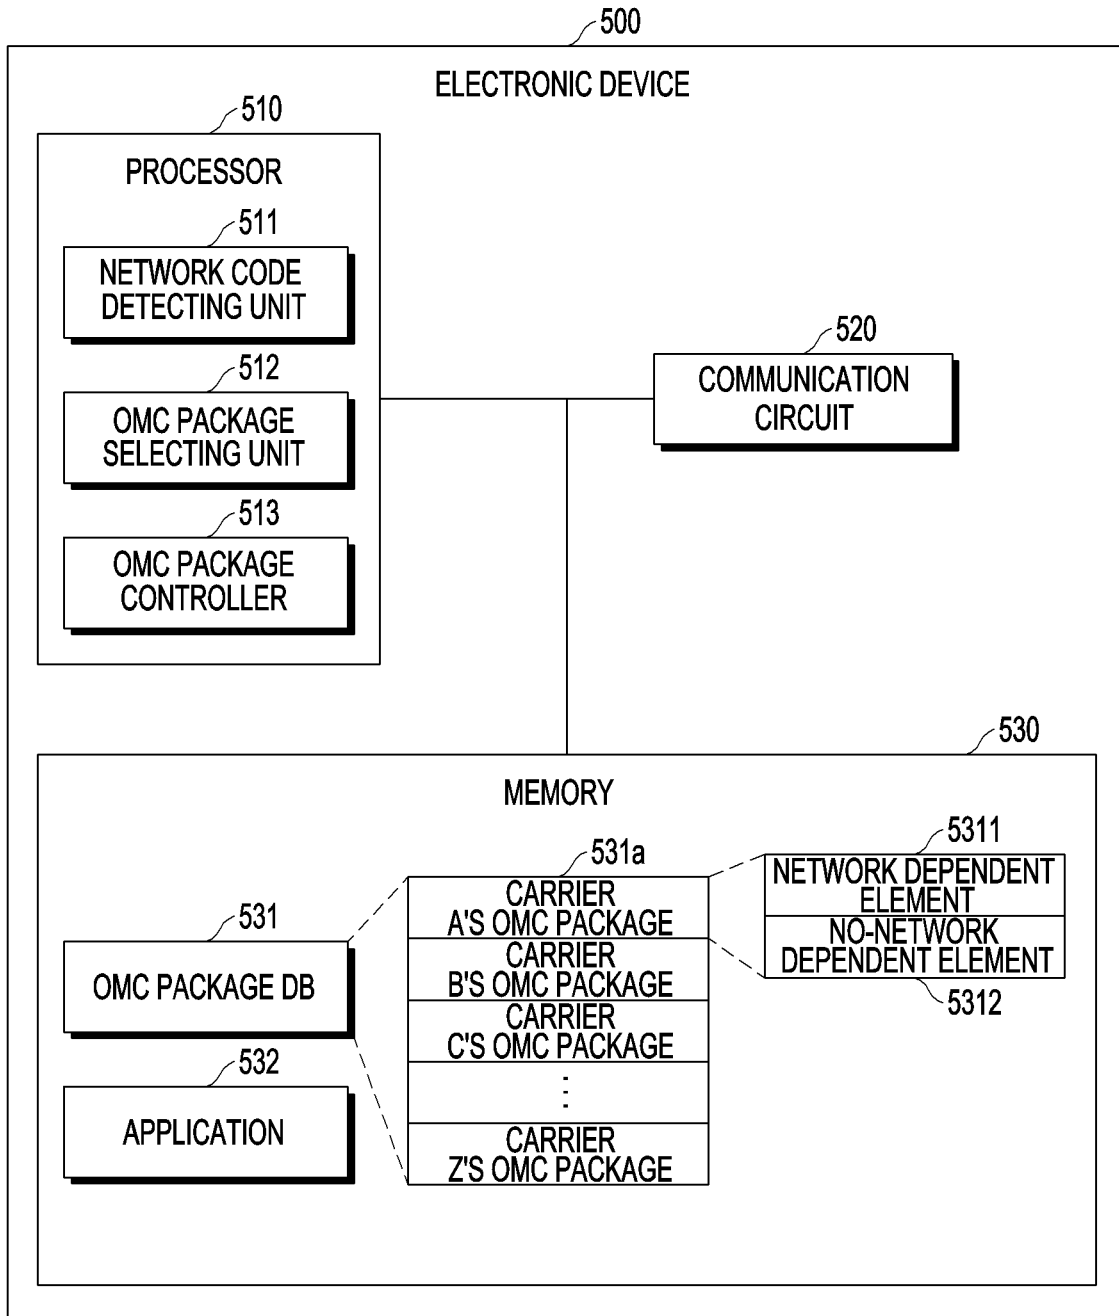 500
ELECTRONIC DEVICE
510
PROCESSOR
511
NETWORK CODE
DETECTING UNIT
512
OMC PACKAGE
SELECTING UNIT
513
OMC PACKAGE
CONTROLLER
520
COMMUNICATION
CIRCUIT
530
MEMORY
531
OMC PACKAGE DB
532
APPLICATION
531a
CARRIER
A'S OMC PACKAGE
CARRIER
B'S OMC PACKAGE
CARRIER
C'S OMC PACKAGE
⋮
CARRIER
Z'S OMC PACKAGE
5311
NETWORK DEPENDENT
ELEMENT
NO-NETWORK
DEPENDENT ELEMENT
5312